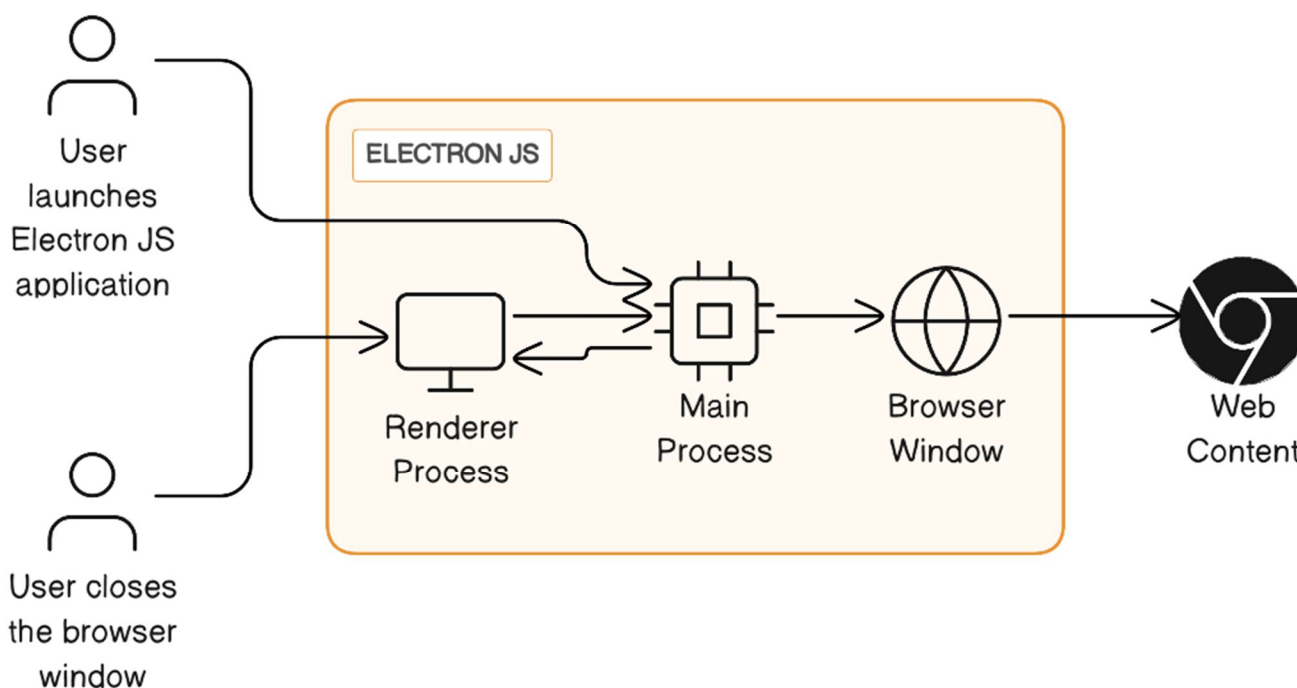 User
launches
Electron JS
application
ELECTRON JS
Renderer
Process
Main
Process
Browser
Window
Web
Content
User closes
the browser
window